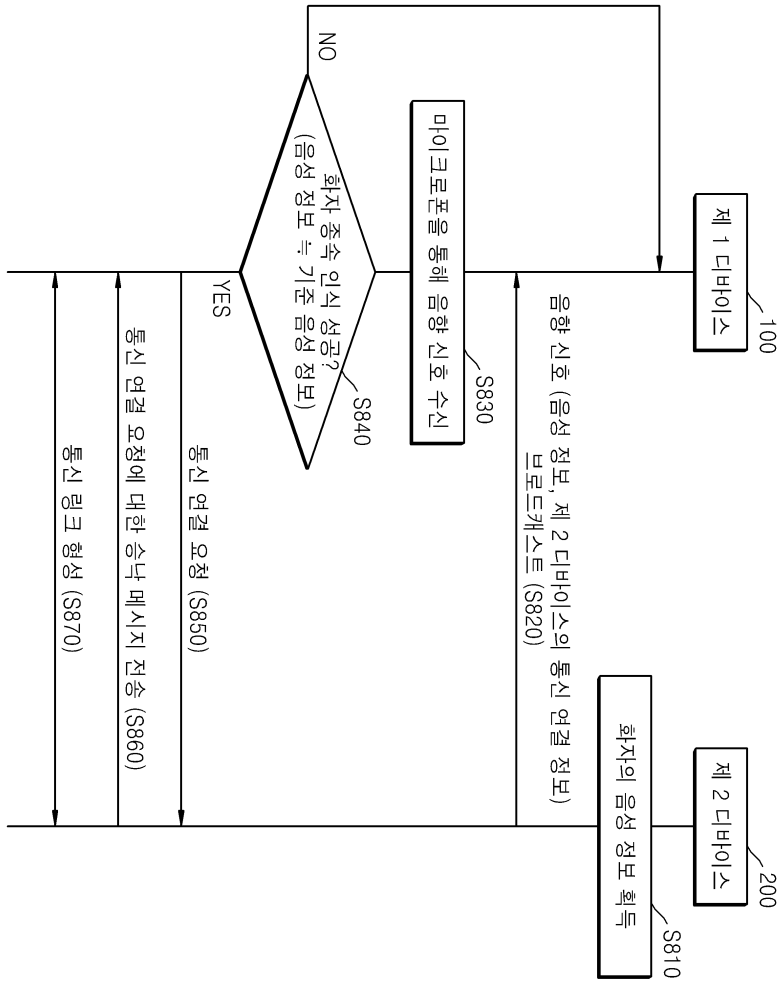 제 1 디바이스
100
제 2 디바이스
200
화자의 음성 정보 획득
S810
음향 신호 (음성 정보, 제 2 디바이스의 통신 연결 정보)
브로드캐스트 (S820)
마이크로폰을 통해 음향 신호 수신
S830
화자 종속 인식 성공?
(음성 정보 ≒ 기준 음성 정보)
S840
NO
YES
통신 연결 요청 (S850)
통신 연결 요청에 대한 승낙 메시지 전송 (S860)
통신 링크 형성 (S870)